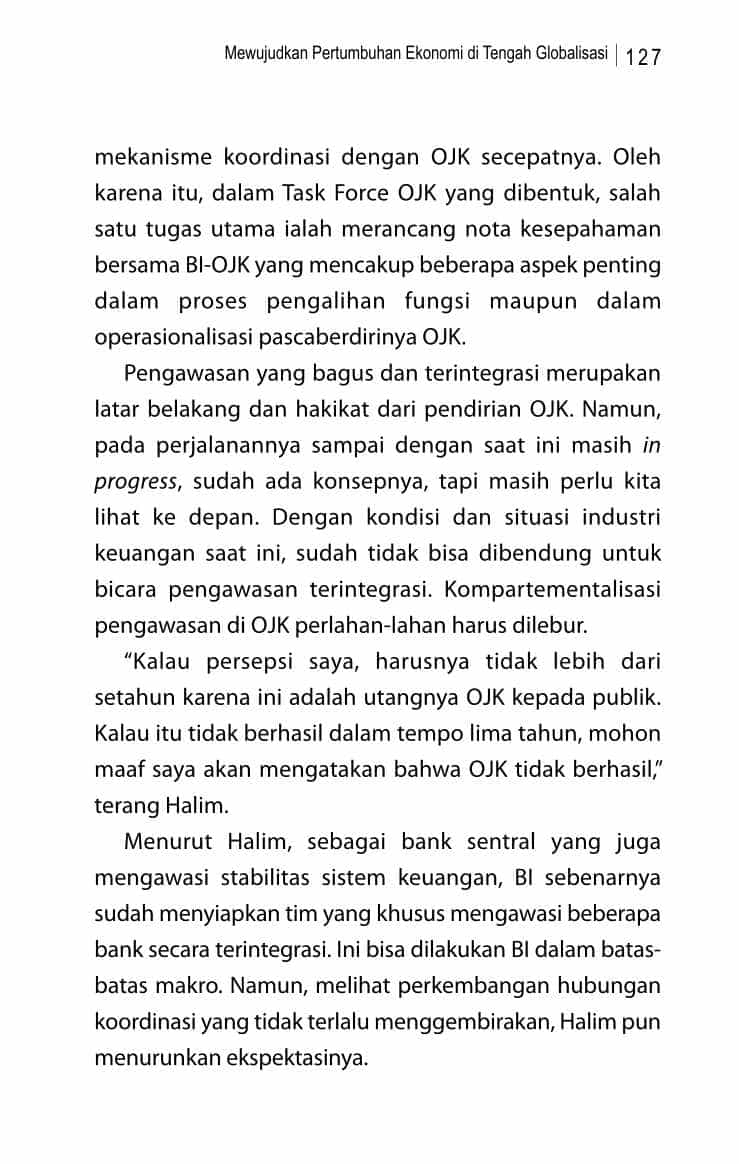 Mewujudkan Pertumbuhan Ekonomi di Tengah Globalisasi | 127
mekanisme koordinasi dengan OJK secepatnya. Oleh
karena itu, dalam Task Force OJK yang dibentuk, salah
satu tugas utama ialah merancang nota kesepahaman
bersama BI-OJK yang mencakup beberapa aspek penting
dalam proses pengalihan fungsi maupun dalam
operasionalisasi pascaberdirinya OJK.
Pengawasan yang bagus dan terintegrasi merupakan
latar belakang dan hakikat dari pendirian OJK. Namun,
pada perjalanannya sampai dengan saat ini masih in
progress, sudah ada konsepnya, tapi masih perlu kita
lihat ke depan. Dengan kondisi dan situasi industri
keuangan saat ini, sudah tidak bisa dibendung untuk
bicara pengawasan terintegrasi. Kompartementalisasi
pengawasan di OJK perlahan-lahan harus dilebur.
“Kalau persepsi saya, harusnya tidak lebih dari
setahun karena ini adalah utangnya OJK kepada publik.
Kalau itu tidak berhasil dalam tempo lima tahun, mohon
maaf saya akan mengatakan bahwa OJK tidak berhasil,”
terang Halim.
Menurut Halim, sebagai bank sentral yang juga
mengawasi stabilitas sistem keuangan, BI sebenarnya
sudah menyiapkan tim yang khusus mengawasi beberapa
bank secara terintegrasi. Ini bisa dilakukan BI dalam batas-
batas makro. Namun, melihat perkembangan hubungan
koordinasi yang tidak terlalu menggembirakan, Halim pun
menurunkan ekspektasinya.